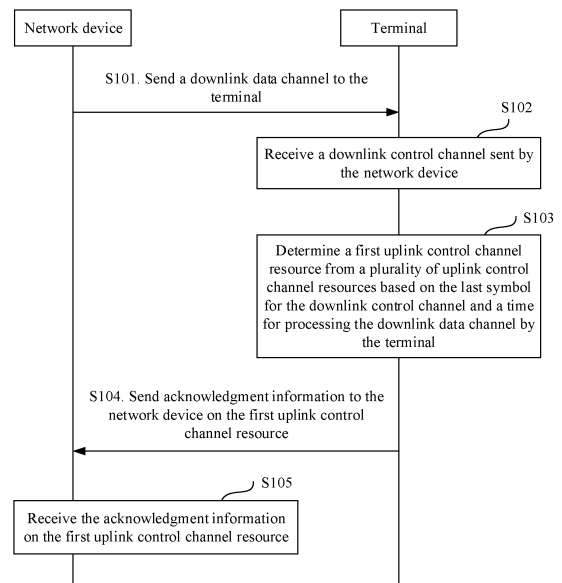 Network device
Terminal
S101. Send a downlink data channel to the
terminal
S102
Receive a downlink control channel sent by
the network device
S103
Determine a first uplink control channel
resource from a plurality of uplink control
channel resources based on the last symbol
for the downlink control channel and a time
for processing the downlink data channel by
the terminal
S104. Send acknowledgment information to the
network device on the first uplink control
channel resource
S105
Receive the acknowledgment information
on the first uplink control channel resource